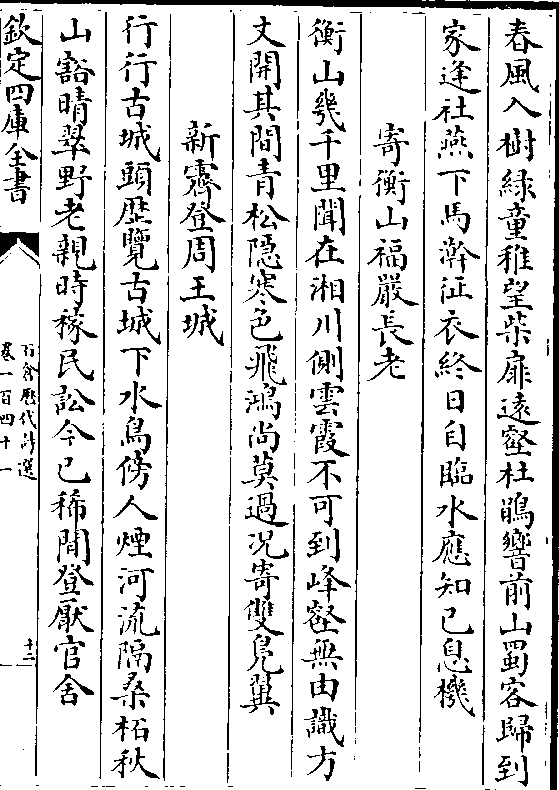 春風入樹綠童稚望柴扉遠壑杜鵑響前山蜀客歸到
家逢社燕下馬澣征衣終日自臨水應知已息機
寄衡山福嚴長老
衡山幾千里聞在湘川側雲霞不可到峰壑無由識方
丈開其間青松隠寒色飛鴻尚莫過况寄雙鳬翼
新霽登周王城
行行古城頭歴覽古城下水鳥傍人煙河流隔桑柘秋
山豁晴翠野老親時稼民訟今已稀閒登厭官舍
欽定四庫全書
石倉歷代詩選
卷一百四十一
十二